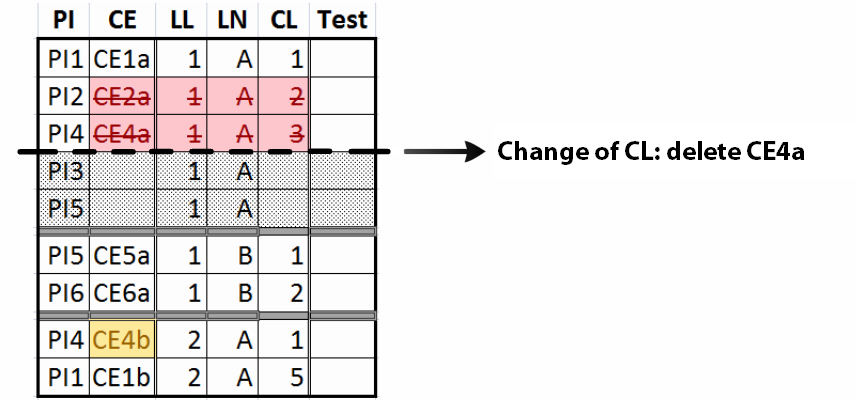 PI CE LL LN CL Test
PI1 CE1a 1 A 1
PI2 CE2a 1 A 2
PI4 CE4a 1 A 3
Change of CL: delete CE4a
PI3 1 A
PI5 1 A
PI5 CE5a 1 B 1
PI6 CE6a 1 B 2
PI4 CE4b 2 A 1
PI1 CE1b 2 A 5